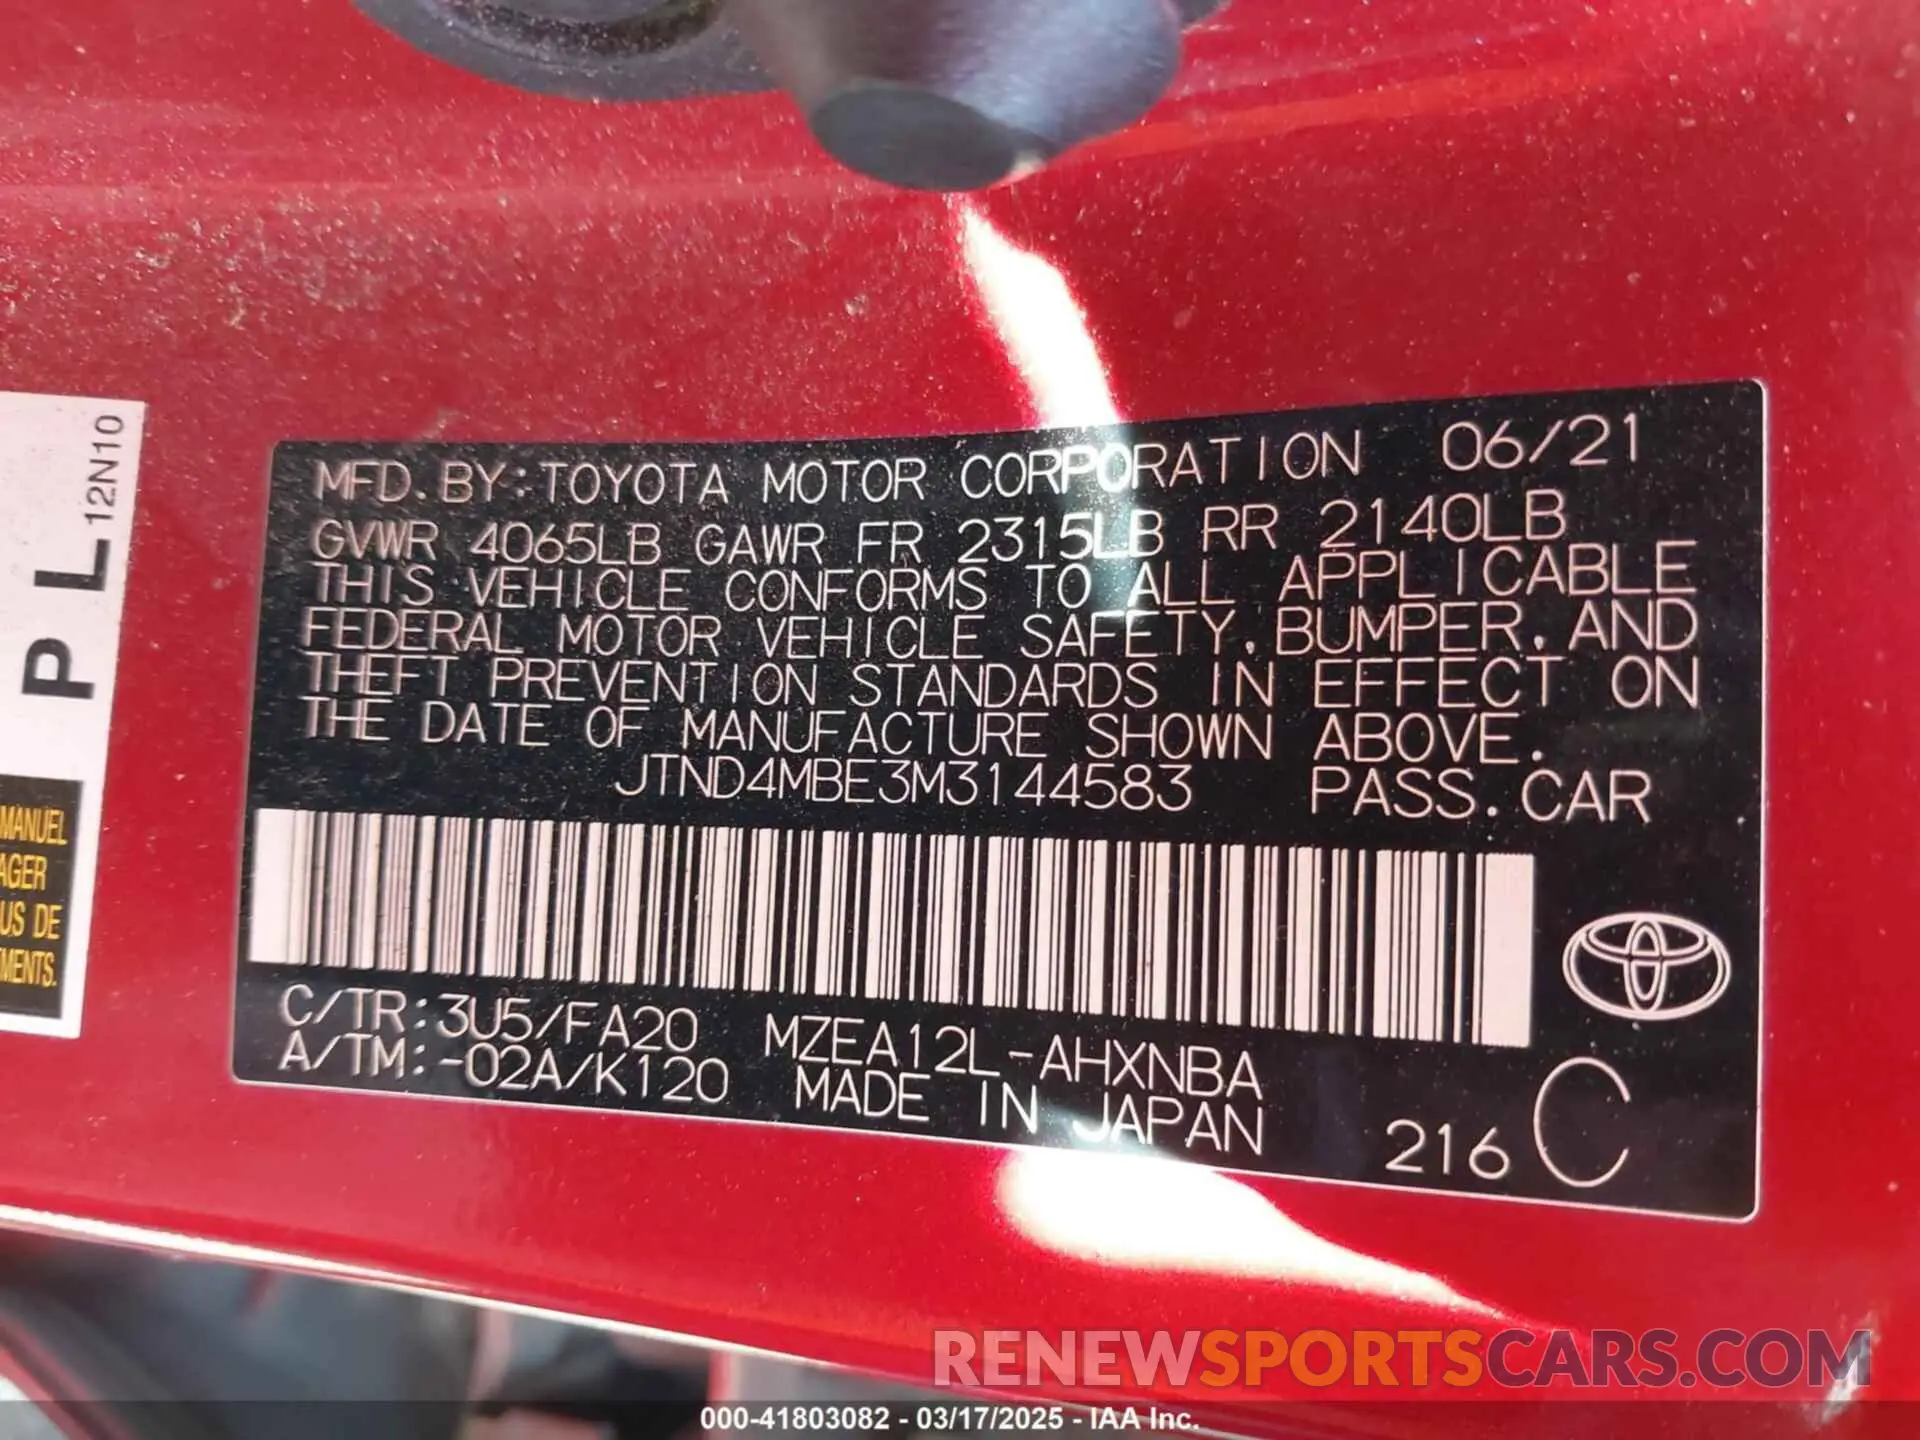 MFD. BY: TOYOTA MOTOR CORPORATION 06/21
GVWR 4065LB GAWR FR 2315LB RR 2140LB
THIS VEHICLE CONFORMS TO ALL APPLICABLE
FEDERAL MOTOR VEHICLE SAFETY, BUMPER, AND
THEFT PREVENTION STANDARDS IN EFFECT ON
THE DATE OF MANUFACTURE SHOWN ABOVE.
JTND4MBE3M3144583 PASS. CAR
C/TR: 3U5/FA20 MZEA12L-AHXNBA
A/TM: -02A/K120 MADE IN JAPAN
216 C
P L 12N10
MANUEL
AGER
US DE
MENTS.
RENEWSPORTSCARS.COM
000-41803082 - 03/17/2025 - IAA Inc.